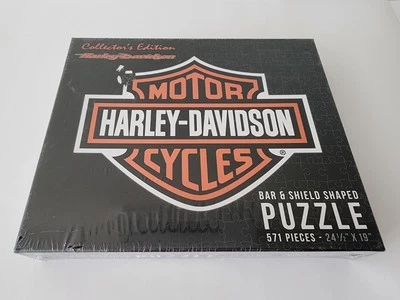 Collector's Edition
Harley-Davidson
MOTOR
HARLEY-DAVIDSON
CYCLES
®
BAR & SHIELD SHAPED
PUZZLE
571 PIECES - 24½" X 19"